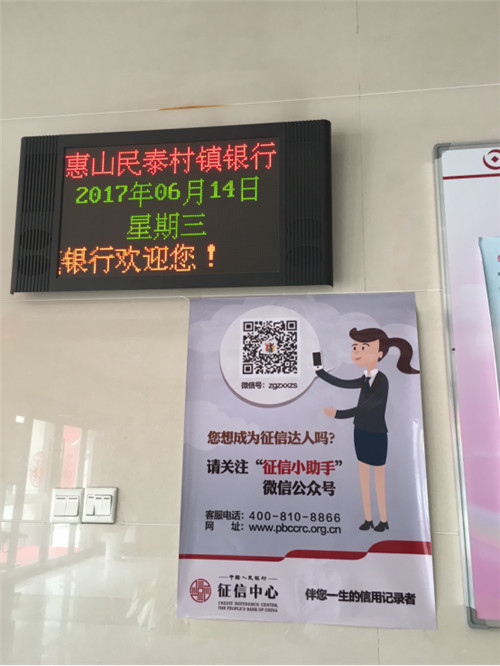 惠山民泰村镇银行
2017年06月14日
星期三
银行欢迎您！
微信号：zgzxxzs
您想成为征信达人吗？
请关注“征信小助手”
微信公众号
客服电话：400-810-8866
网　址：www.pbccrc.org.cn
中国人民银行
征信中心
CREDIT REFERENCE CENTER,
THE PEOPLE'S BANK OF CHINA
伴您一生的信用记录者